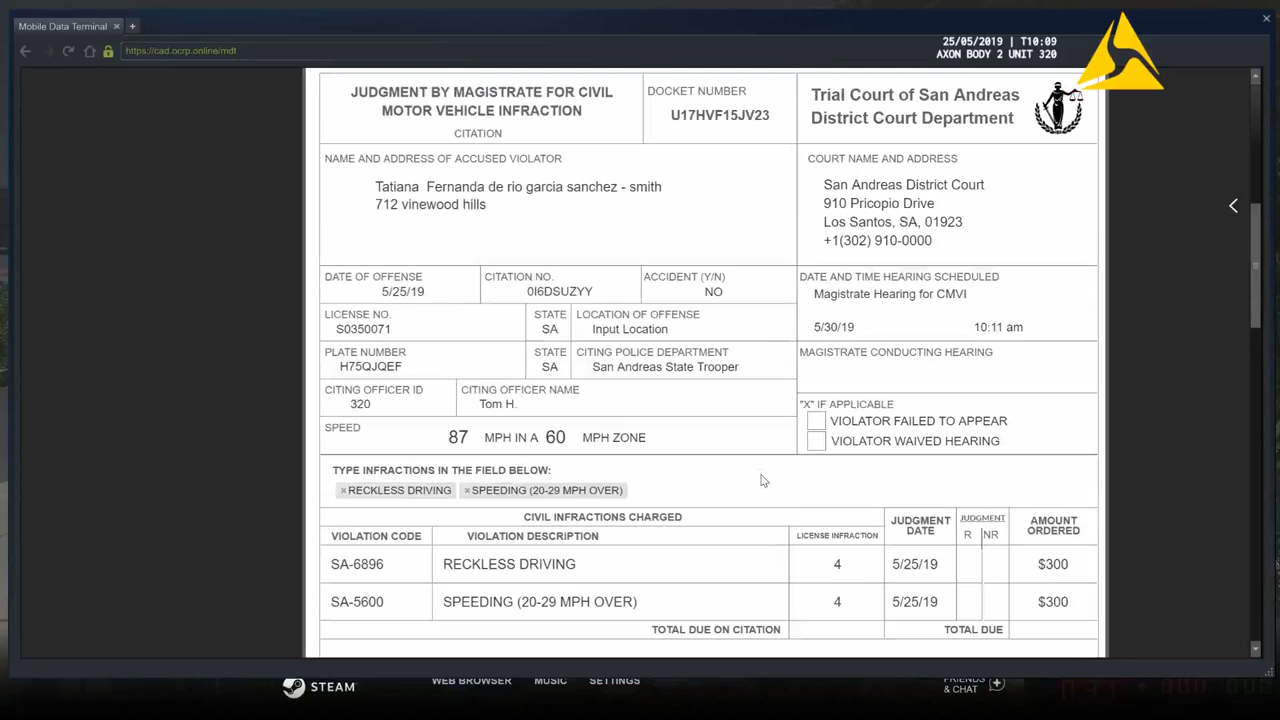 Mobile Data Terminal × +
https://cad.ocrp.online/mdt
25/05/2019 | T10:09
AXON BODY 2 UNIT 320
JUDGMENT BY MAGISTRATE FOR CIVIL
MOTOR VEHICLE INFRACTION
CITATION
DOCKET NUMBER
U17HVF15JV23
Trial Court of San Andreas
District Court Department
NAME AND ADDRESS OF ACCUSED VIOLATOR
Tatiana Fernanda de rio garcia sanchez - smith
712 vinewood hills
COURT NAME AND ADDRESS
San Andreas District Court
910 Pricopio Drive
Los Santos, SA, 01923
+1(302) 910-0000
DATE OF OFFENSE
5/25/19
CITATION NO.
0I6DSUZYY
ACCIDENT (Y/N)
NO
DATE AND TIME HEARING SCHEDULED
Magistrate Hearing for CMVI
5/30/19 10:11 am
LICENSE NO.
S0350071
STATE
SA
LOCATION OF OFFENSE
Input Location
PLATE NUMBER
H75QJQEF
STATE
SA
CITING POLICE DEPARTMENT
San Andreas State Trooper
MAGISTRATE CONDUCTING HEARING
CITING OFFICER ID
320
CITING OFFICER NAME
Tom H.
"X" IF APPLICABLE
VIOLATOR FAILED TO APPEAR
VIOLATOR WAIVED HEARING
SPEED
87 MPH IN A 60 MPH ZONE
TYPE INFRACTIONS IN THE FIELD BELOW:
×RECKLESS DRIVING ×SPEEDING (20-29 MPH OVER)
CIVIL INFRACTIONS CHARGED
VIOLATION CODE
VIOLATION DESCRIPTION
LICENSE INFRACTION
JUDGMENT
DATE
JUDGMENT
R NR
AMOUNT
ORDERED
SA-6896 RECKLESS DRIVING 4 5/25/19 $300
SA-5600 SPEEDING (20-29 MPH OVER) 4 5/25/19 $300
TOTAL DUE ON CITATION TOTAL DUE
STEAM
WEB BROWSER MUSIC SETTINGS
FRIENDS
& CHAT